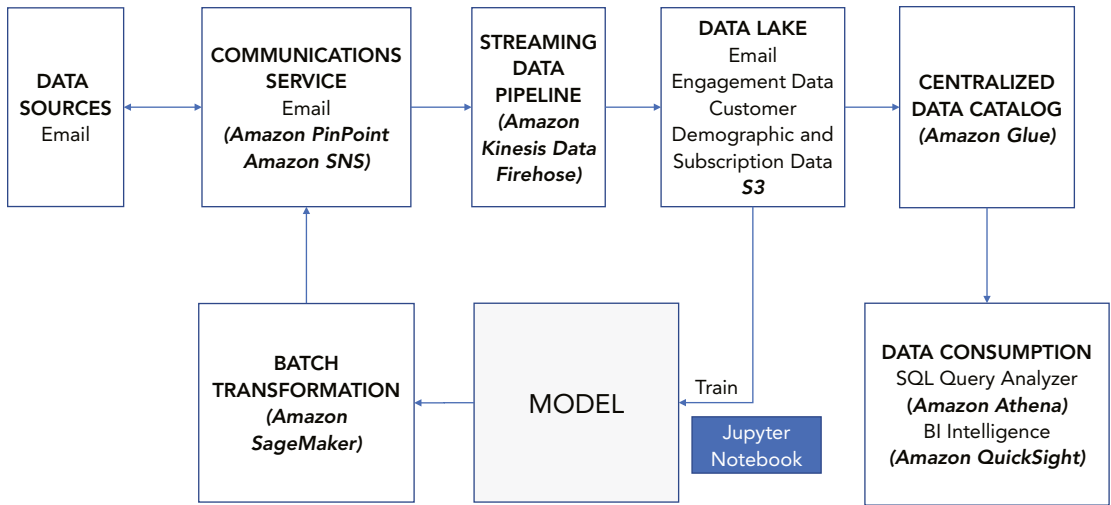 DATA
SOURCES
Email
COMMUNICATIONS
SERVICE
Email
(Amazon PinPoint
Amazon SNS)
STREAMING
DATA
PIPELINE
(Amazon
Kinesis Data
Firehose)
DATA LAKE
Email
Engagement Data
Customer
Demographic and
Subscription Data
S3
CENTRALIZED
DATA CATALOG
(Amazon Glue)
BATCH
TRANSFORMATION
(Amazon
SageMaker)
MODEL
Train
Jupyter
Notebook
DATA CONSUMPTION
SQL Query Analyzer
(Amazon Athena)
BI Intelligence
(Amazon QuickSight)